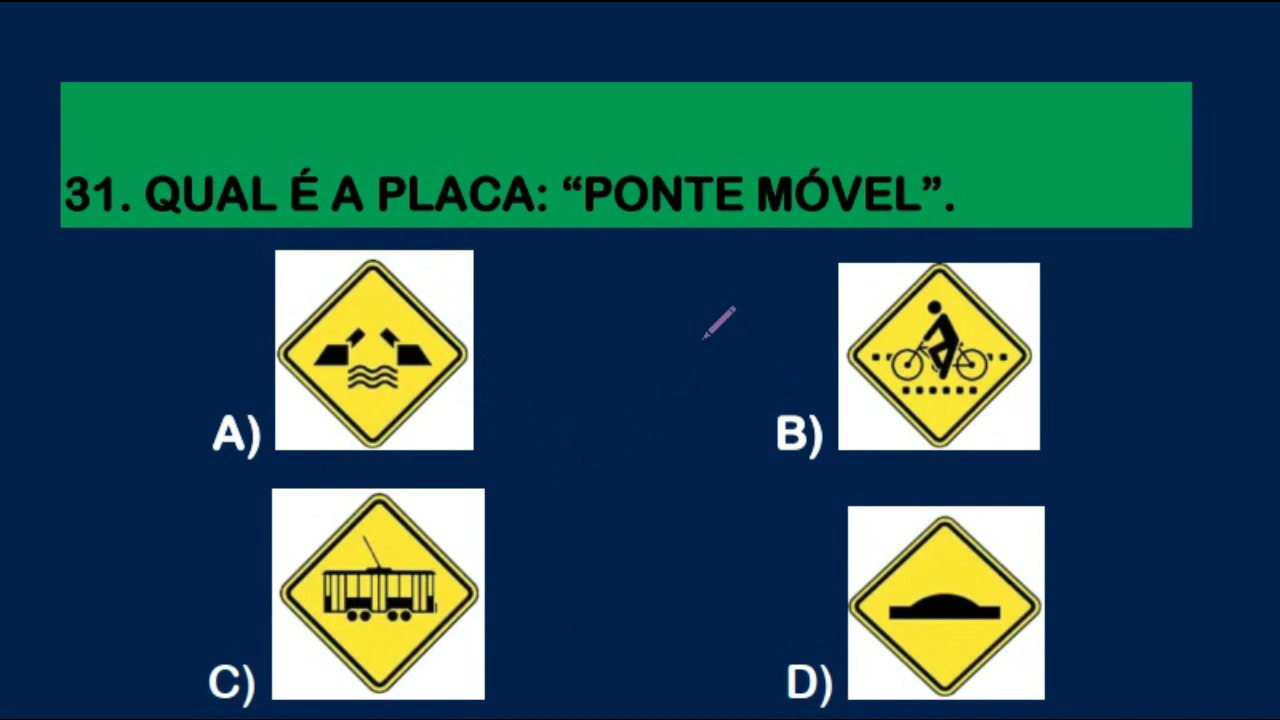 31. QUAL É A PLACA: “PONTE MÓVEL”.
A)
B)
C)
D)